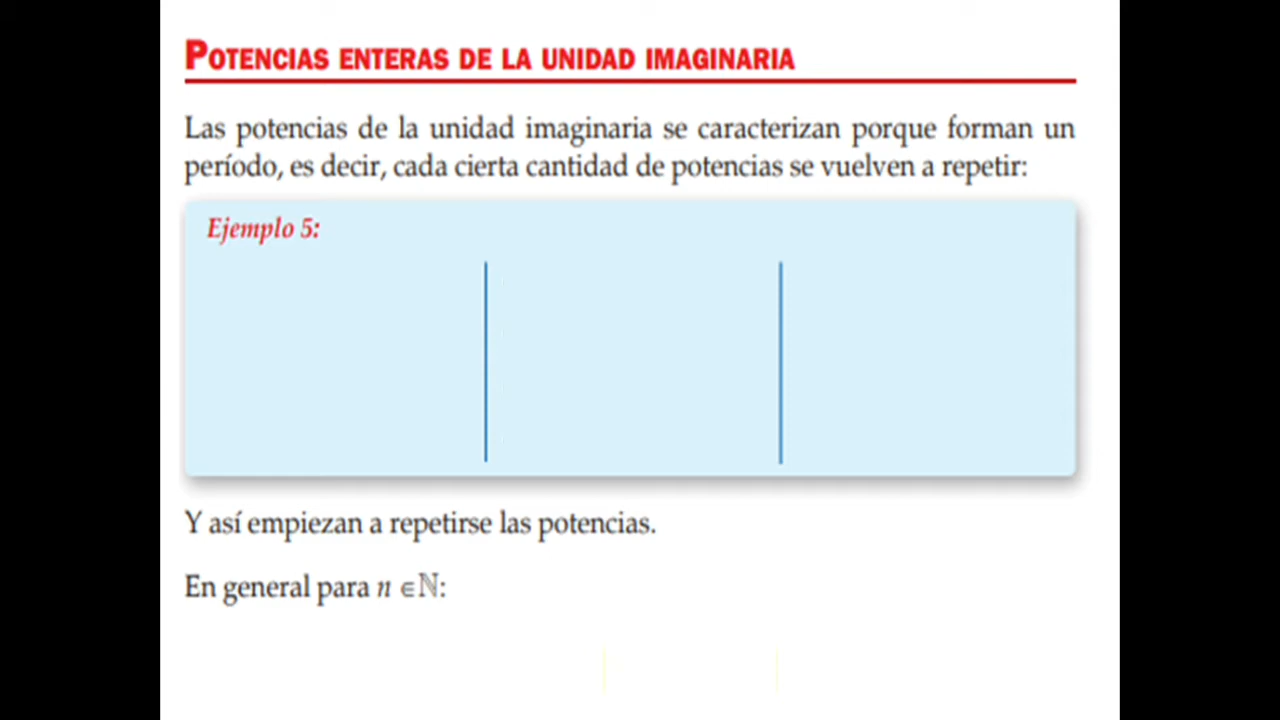 POTENCIAS ENTERAS DE LA UNIDAD IMAGINARIA
Las potencias de la unidad imaginaria se caracterizan porque forman un
período, es decir, cada cierta cantidad de potencias se vuelven a repetir:
Ejemplo 5:
Y así empiezan a repetirse las potencias.
En general para n ∈ℕ: